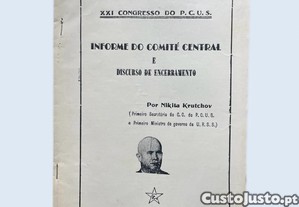 XXI CONGRESSO DO P.C.U.S.
INFORME DO COMITÉ CENTRAL
E
DISCURSO DE ENCERRAMENTO
Por Nikita Krutchov
(Primeiro Secretário do C.C. do P.C.U.S.
e Primeiro Ministro do governo da U.R.S.S.)
CustoJusto.pt